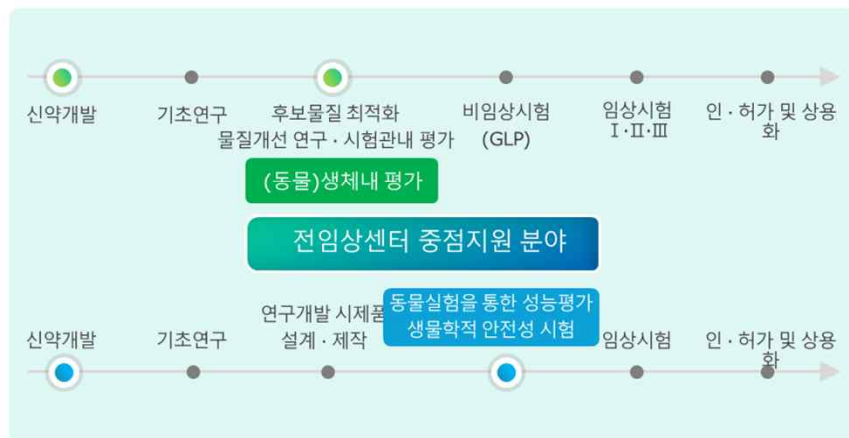 신약개발
기초연구
후보물질 최적화
물질개선 연구 · 시험관내 평가
비임상시험
(GLP)
임상시험
Ⅰ·Ⅱ·Ⅲ
인 · 허가 및 상용
화
(동물)생체내 평가
전임상센터 중점지원 분야
신약개발
기초연구
연구개발 시제품
설계 · 제작
동물실험을 통한 성능평가
생물학적 안전성 시험
임상시험
인 · 허가 및 상용
화